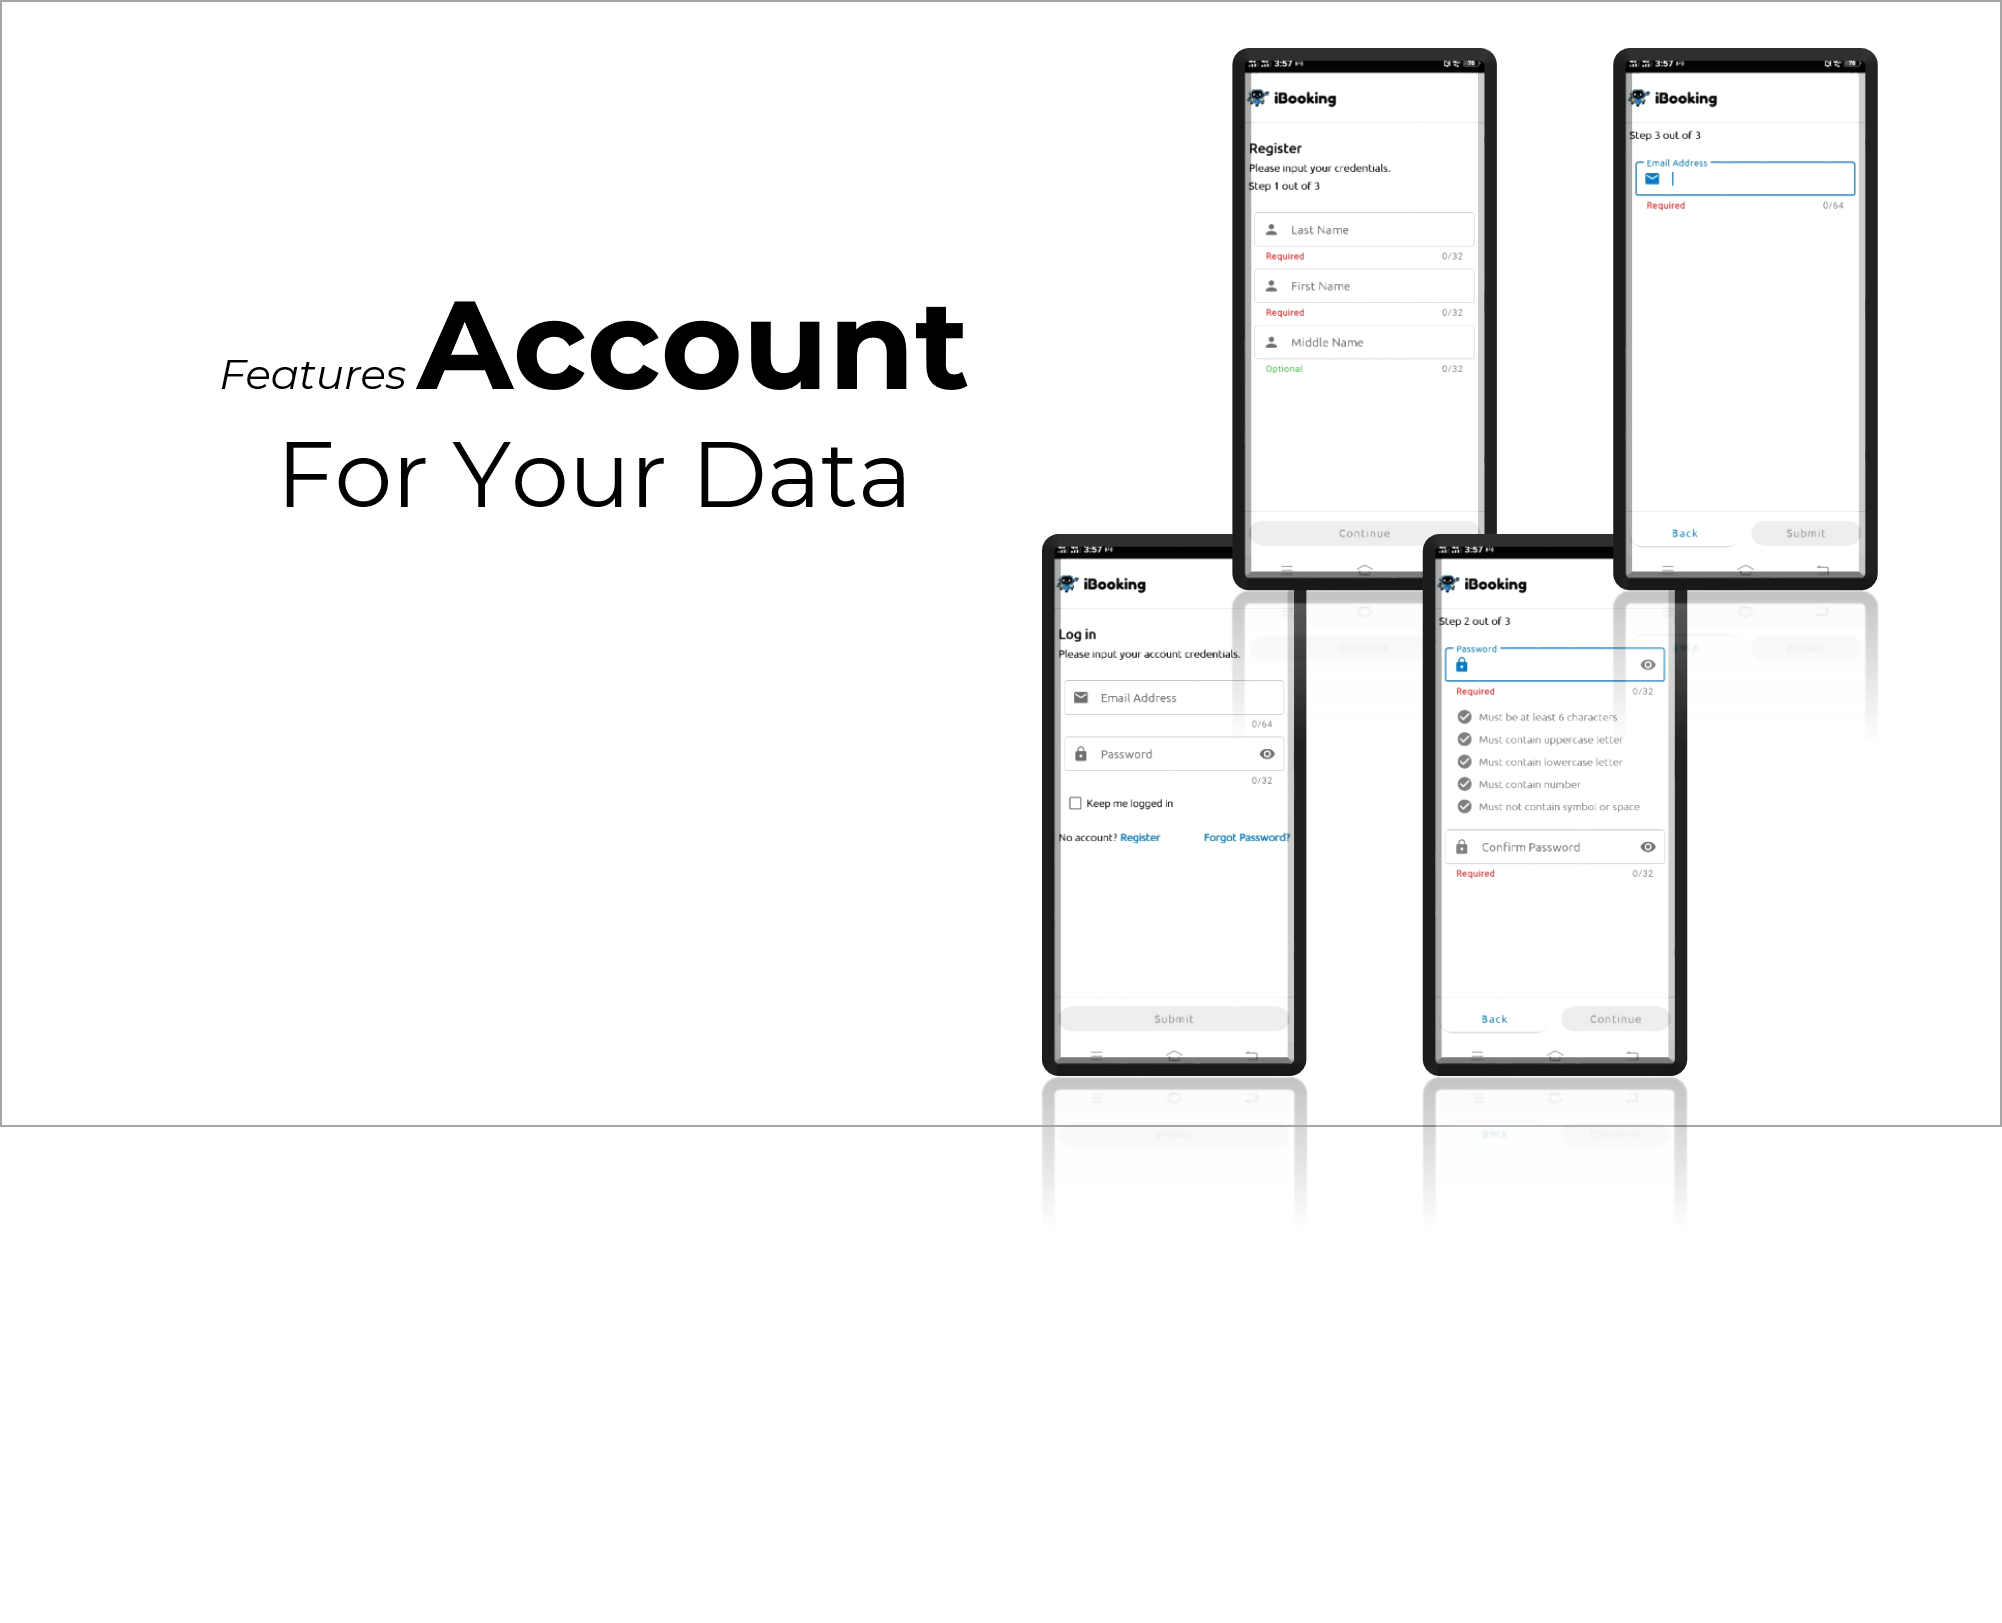 Features Account
For Your Data
3:57
iBooking
Register
Please input your credentials.
Step 1 out of 3
Last Name
Required 0/32
First Name
Required 0/32
Middle Name
Optional 0/32
Continue
3:57
iBooking
Step 3 out of 3
Email Address
Required 0/64
Back Submit
3:57
iBooking
Log in
Please input your account credentials.
Email Address
0/64
Password
0/32
Keep me logged in
No account? Register Forgot Password?
Submit
3:57
iBooking
Step 2 out of 3
Password
Required 0/32
Must be at least 6 characters
Must contain uppercase letter
Must contain lowercase letter
Must contain number
Must not contain symbol or space
Confirm Password
Required 0/32
Back Continue